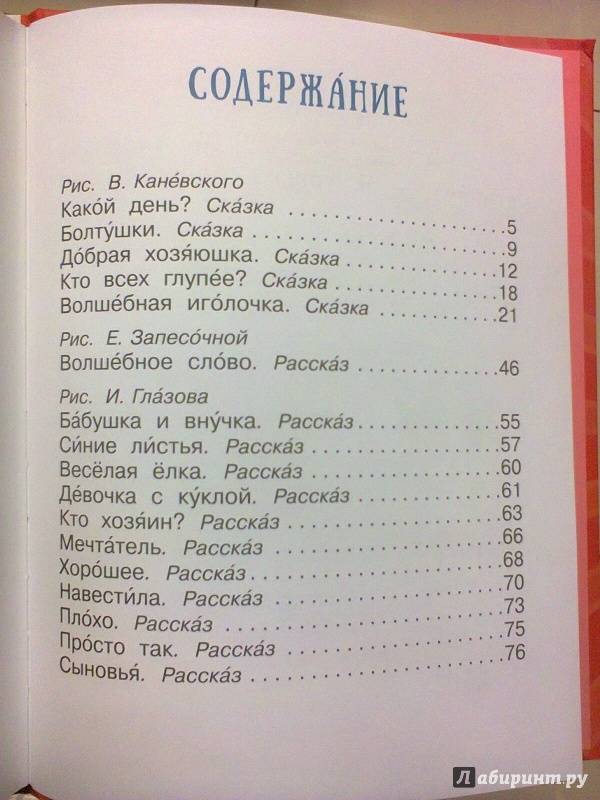 СОДЕРЖА́НИЕ
Рис. В. Кане́вского
Како́й день? Ска́зка . . . . . . . . . . . . . . . . . . . 5
Болту́шки. Ска́зка . . . . . . . . . . . . . . . . . . . . 9
До́брая хозя́юшка. Ска́зка . . . . . . . . . . . . . 12
Кто всех глупе́е? Ска́зка . . . . . . . . . . . . . . 18
Волше́бная иго́лочка. Ска́зка . . . . . . . . . . . 21
Рис. Е. Запесо́чной
Волше́бное сло́во. Расска́з . . . . . . . . . . . . . 46
Рис. И. Гла́зова
Ба́бушка и вну́чка. Расска́з . . . . . . . . . . . . 55
Си́ние ли́стья. Расска́з . . . . . . . . . . . . . . . 57
Весёлая ёлка. Расска́з . . . . . . . . . . . . . . . 60
Де́вочка с ку́клой. Расска́з . . . . . . . . . . . . 61
Кто хозя́ин? Расска́з . . . . . . . . . . . . . . . . 63
Мечта́тель. Расска́з . . . . . . . . . . . . . . . . . 66
Хоро́шее. Расска́з . . . . . . . . . . . . . . . . . . 68
Навести́ла. Расска́з . . . . . . . . . . . . . . . . . 70
Пло́хо. Расска́з . . . . . . . . . . . . . . . . . . . . 73
Про́сто так. Расска́з . . . . . . . . . . . . . . . . 75
Сыновья́. Расска́з . . . . . . . . . . . . . . . . . . 76
Лабиринт.ру